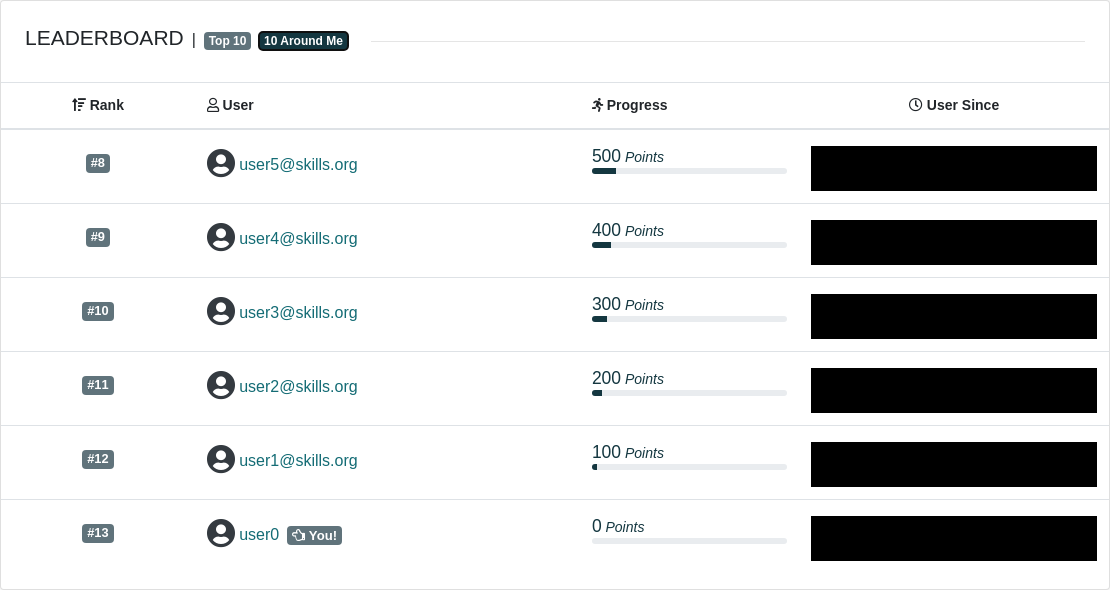 LEADERBOARD | Top 10 10 Around Me
Rank User Progress User Since
#8 user5@skills.org 500 Points
#9 user4@skills.org 400 Points
#10 user3@skills.org 300 Points
#11 user2@skills.org 200 Points
#12 user1@skills.org 100 Points
#13 user0 You! 0 Points